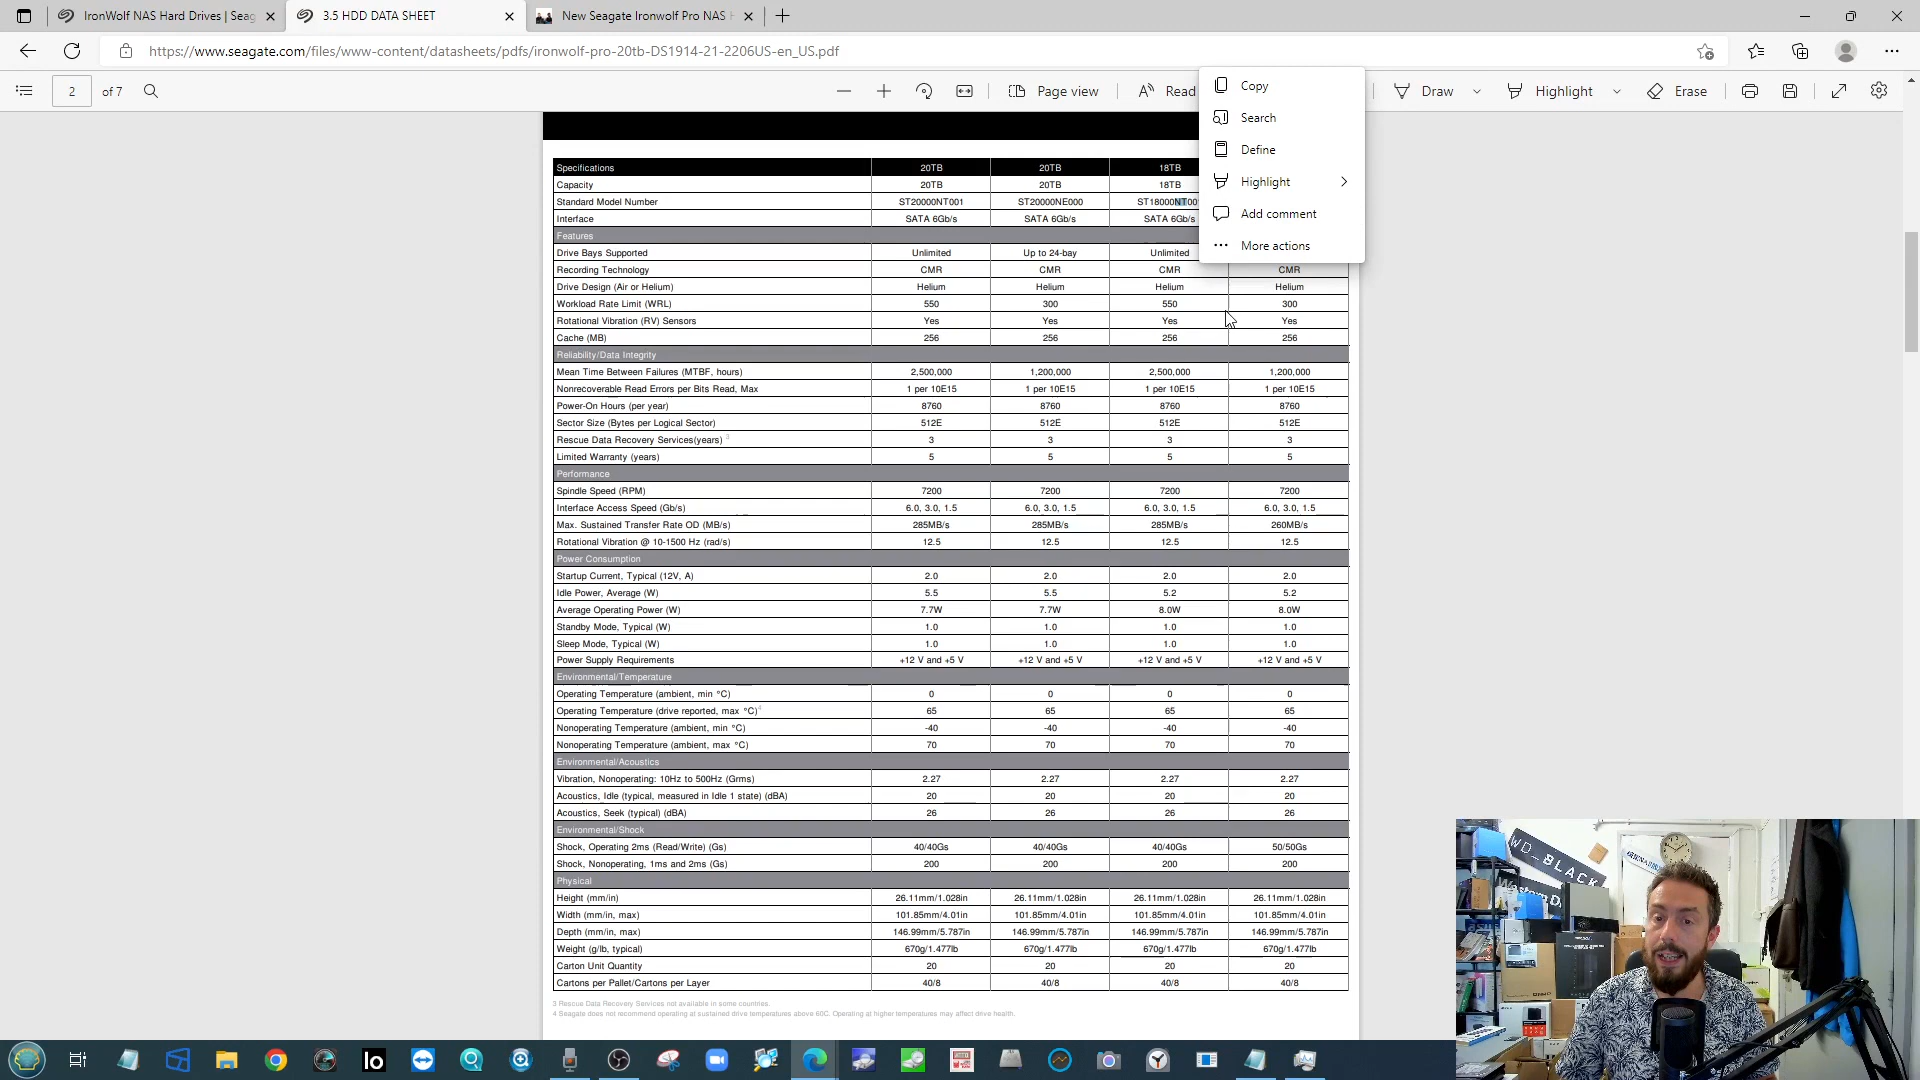 IronWolf NAS Hard Drives | Seag
3.5 HDD DATA SHEET
New Seagate Ironwolf Pro NAS H
https://www.seagate.com/files/www-content/datasheets/pdfs/ironwolf-pro-20tb-DS1914-21-2206US-en_US.pdf
2 of 7
Page view
Read
Draw
Highlight
Erase
Copy
Search
Define
Highlight
Add comment
More actions
Specifications 20TB 20TB 18TB
Capacity 20TB 20TB 18TB
Standard Model Number ST20000NT001 ST20000NE000 ST18000NT00
Interface SATA 6Gb/s SATA 6Gb/s SATA 6Gb/s
Features
Drive Bays Supported Unlimited Up to 24-bay Unlimited
Recording Technology CMR CMR CMR CMR
Drive Design (Air or Helium) Helium Helium Helium Helium
Workload Rate Limit (WRL) 550 300 550 300
Rotational Vibration (RV) Sensors Yes Yes Yes Yes
Cache (MB) 256 256 256 256
Reliability/Data Integrity
Mean Time Between Failures (MTBF, hours) 2,500,000 1,200,000 2,500,000 1,200,000
Nonrecoverable Read Errors per Bits Read, Max 1 per 10E15 1 per 10E15 1 per 10E15 1 per 10E15
Power-On Hours (per year) 8760 8760 8760 8760
Sector Size (Bytes per Logical Sector) 512E 512E 512E 512E
Rescue Data Recovery Services(years) 3 3 3 3 3
Limited Warranty (years) 5 5 5 5
Performance
Spindle Speed (RPM) 7200 7200 7200 7200
Interface Access Speed (Gb/s) 6.0, 3.0, 1.5 6.0, 3.0, 1.5 6.0, 3.0, 1.5 6.0, 3.0, 1.5
Max. Sustained Transfer Rate OD (MB/s) 285MB/s 285MB/s 285MB/s 260MB/s
Rotational Vibration @ 10-1500 Hz (rad/s) 12.5 12.5 12.5 12.5
Power Consumption
Startup Current, Typical (12V, A) 2.0 2.0 2.0 2.0
Idle Power, Average (W) 5.5 5.5 5.2 5.2
Average Operating Power (W) 7.7W 7.7W 8.0W 8.0W
Standby Mode, Typical (W) 1.0 1.0 1.0 1.0
Sleep Mode, Typical (W) 1.0 1.0 1.0 1.0
Power Supply Requirements +12 V and +5 V +12 V and +5 V +12 V and +5 V +12 V and +5 V
Environmental/Temperature
Operating Temperature (ambient, min °C) 0 0 0 0
Operating Temperature (drive reported, max °C)4 65 65 65 65
Nonoperating Temperature (ambient, min °C) -40 -40 -40 -40
Nonoperating Temperature (ambient, max °C) 70 70 70 70
Environmental/Acoustics
Vibration, Nonoperating: 10Hz to 500Hz (Grms) 2.27 2.27 2.27 2.27
Acoustics, Idle (typical, measured in Idle 1 state) (dBA) 20 20 20 20
Acoustics, Seek (typical) (dBA) 26 26 26 26
Environmental/Shock
Shock, Operating 2ms (Read/Write) (Gs) 40/40Gs 40/40Gs 40/40Gs 50/50Gs
Shock, Nonoperating, 1ms and 2ms (Gs) 200 200 200 200
Physical
Height (mm/in) 26.11mm/1.028in 26.11mm/1.028in 26.11mm/1.028in 26.11mm/1.028in
Width (mm/in, max) 101.85mm/4.01in 101.85mm/4.01in 101.85mm/4.01in 101.85mm/4.01in
Depth (mm/in, max) 146.99mm/5.787in 146.99mm/5.787in 146.99mm/5.787in 146.99mm/5.787in
Weight (g/lb, typical) 670g/1.477lb 670g/1.477lb 670g/1.477lb 670g/1.477lb
Carton Unit Quantity 20 20 20 20
Cartons per Pallet/Cartons per Layer 40/8 40/8 40/8 40/8
3 Rescue Data Recovery Services not available in some countries.
4 Seagate does not recommend operating at sustained drive temperatures above 60C. Operating at higher temperatures may affect drive health.
WD_BLACK
lo